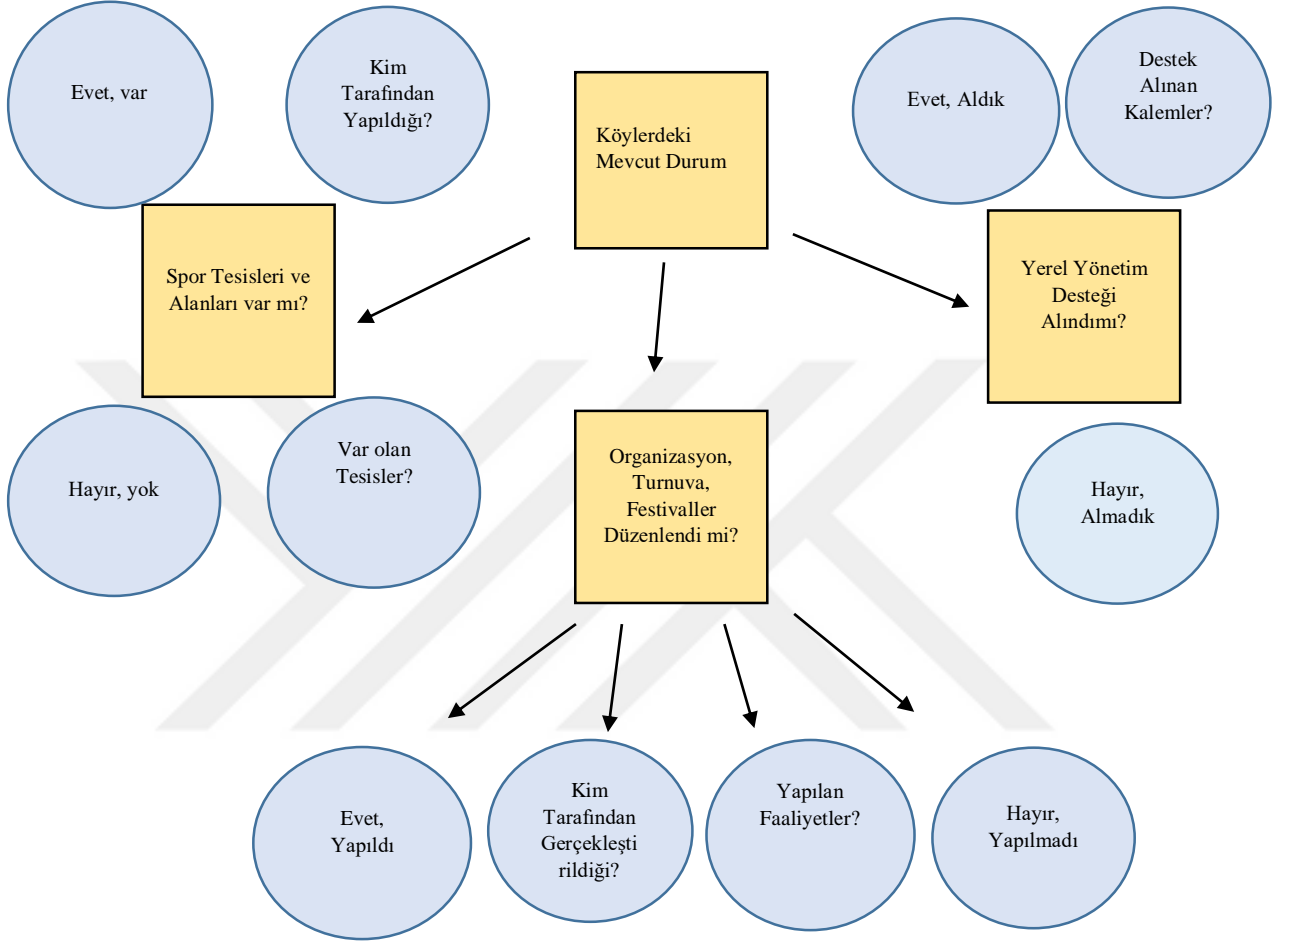 Evet, var
Kim
Tarafından
Yapıldığı?
Köylerdeki
Mevcut Durum
Evet, Aldık
Destek
Alınan
Kalemler?
Spor Tesisleri ve
Alanları var mı?
Yerel Yönetim
Desteği
Alındımı?
Hayır, yok
Var olan
Tesisler?
Organizasyon,
Turnuva,
Festivaller
Düzenlendi mi?
Hayır,
Almadık
Evet,
Yapıldı
Kim
Tarafından
Gerçekleşti
rildiği?
Yapılan
Faaliyetler?
Hayır,
Yapılmadı